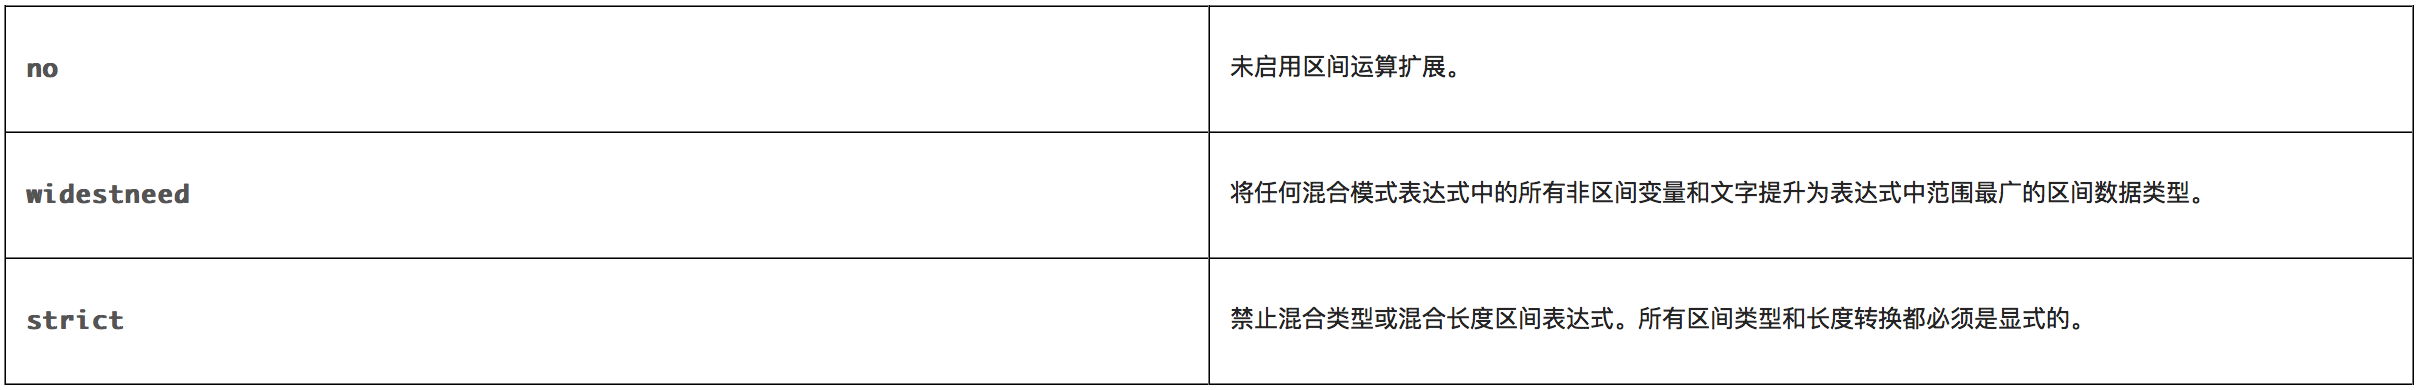 no
未启用区间运算扩展。
widestneed
将任何混合模式表达式中的所有非区间变量和文字提升为表达式中范围最广的区间数据类型。
strict
禁止混合类型或混合长度区间表达式。所有区间类型和长度转换都必须是显式的。